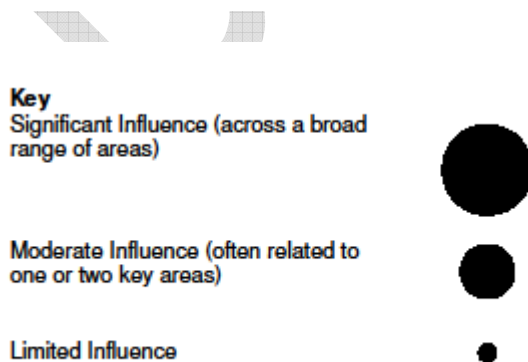 Key
Significant Influence (across a broad
range of areas)
Moderate Influence (often related to
one or two key areas)
Limited Influence